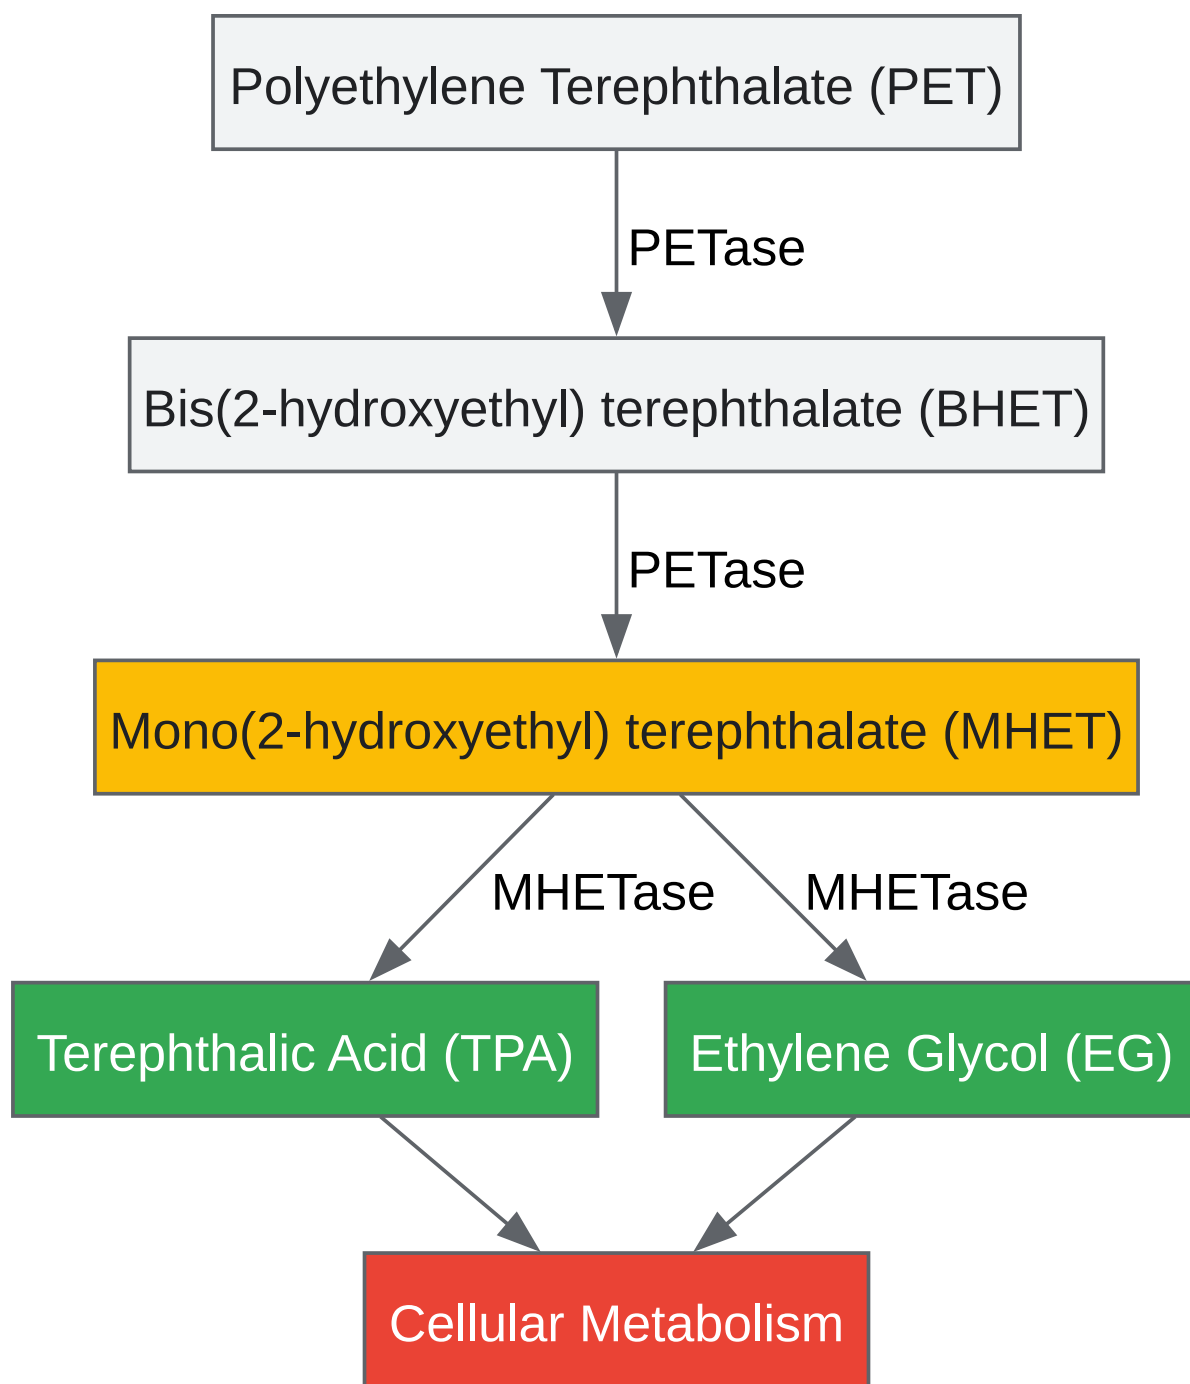 Polyethylene Terephthalate (PET)
PETase
Bis(2-hydroxyethyl) terephthalate (BHET)
PETase
Mono(2-hydroxyethyl) terephthalate (MHET)
MHETase
MHETase
Terephthalic Acid (TPA)
Ethylene Glycol (EG)
Cellular Metabolism